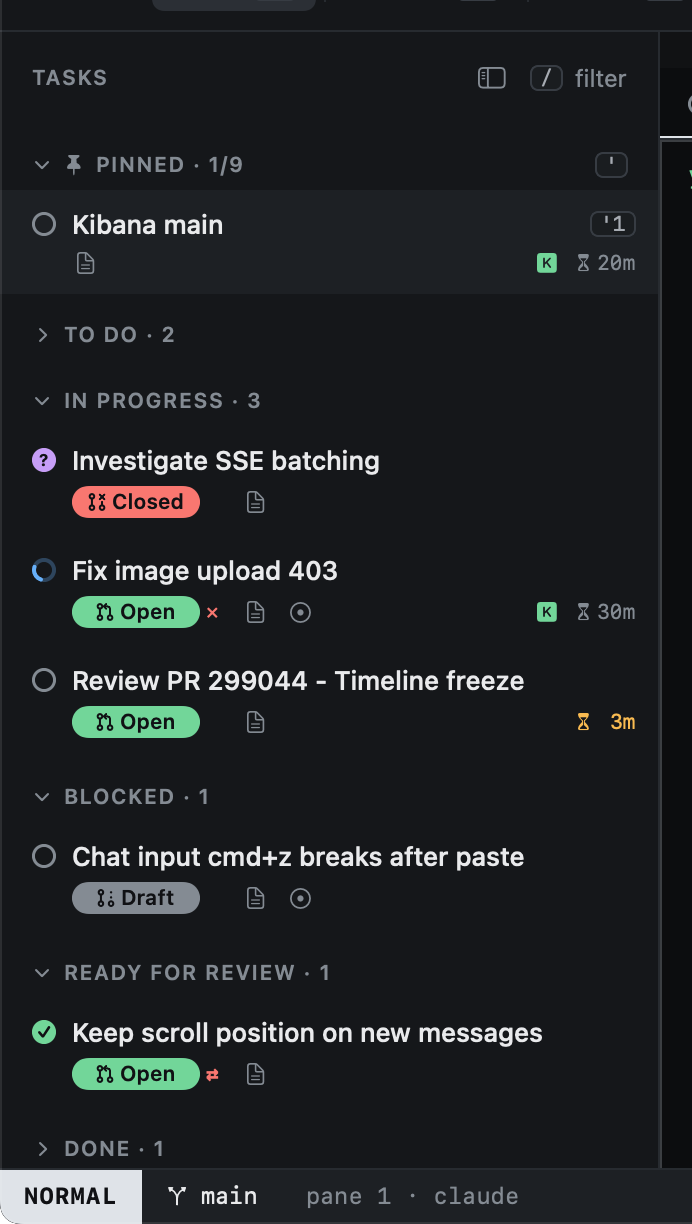 TASKS / filter
PINNED · 1/9 '
Kibana main '1
K 20m
TO DO · 2
IN PROGRESS · 3
? Investigate SSE batching
Closed
Fix image upload 403
Open × K 30m
Review PR 299044 - Timeline freeze
Open 3m
BLOCKED · 1
Chat input cmd+z breaks after paste
Draft
READY FOR REVIEW · 1
Keep scroll position on new messages
Open
DONE · 1
NORMAL main pane 1 · claude